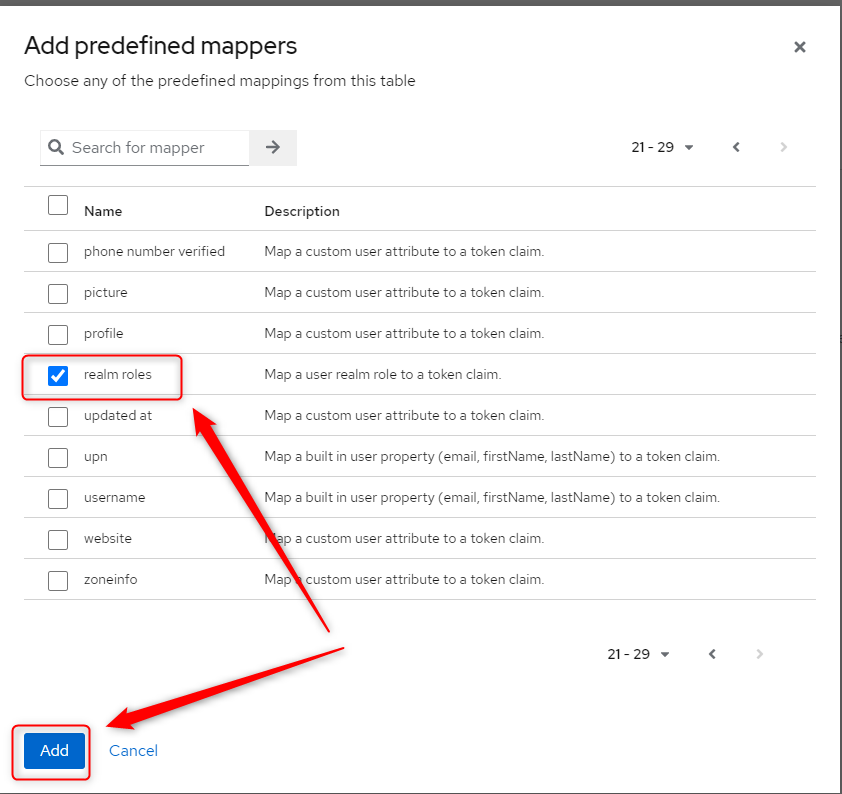 Add predefined mappers
Choose any of the predefined mappings from this table
Search for mapper
21 - 29
Name Description
phone number verified Map a custom user attribute to a token claim.
picture Map a custom user attribute to a token claim.
profile Map a custom user attribute to a token claim.
realm roles Map a user realm role to a token claim.
updated at Map a custom user attribute to a token claim.
upn Map a built in user property (email, firstName, lastName) to a token claim.
username Map a built in user property (email, firstName, lastName) to a token claim.
website Map a custom user attribute to a token claim.
zoneinfo Map a custom user attribute to a token claim.
21 - 29
Add Cancel